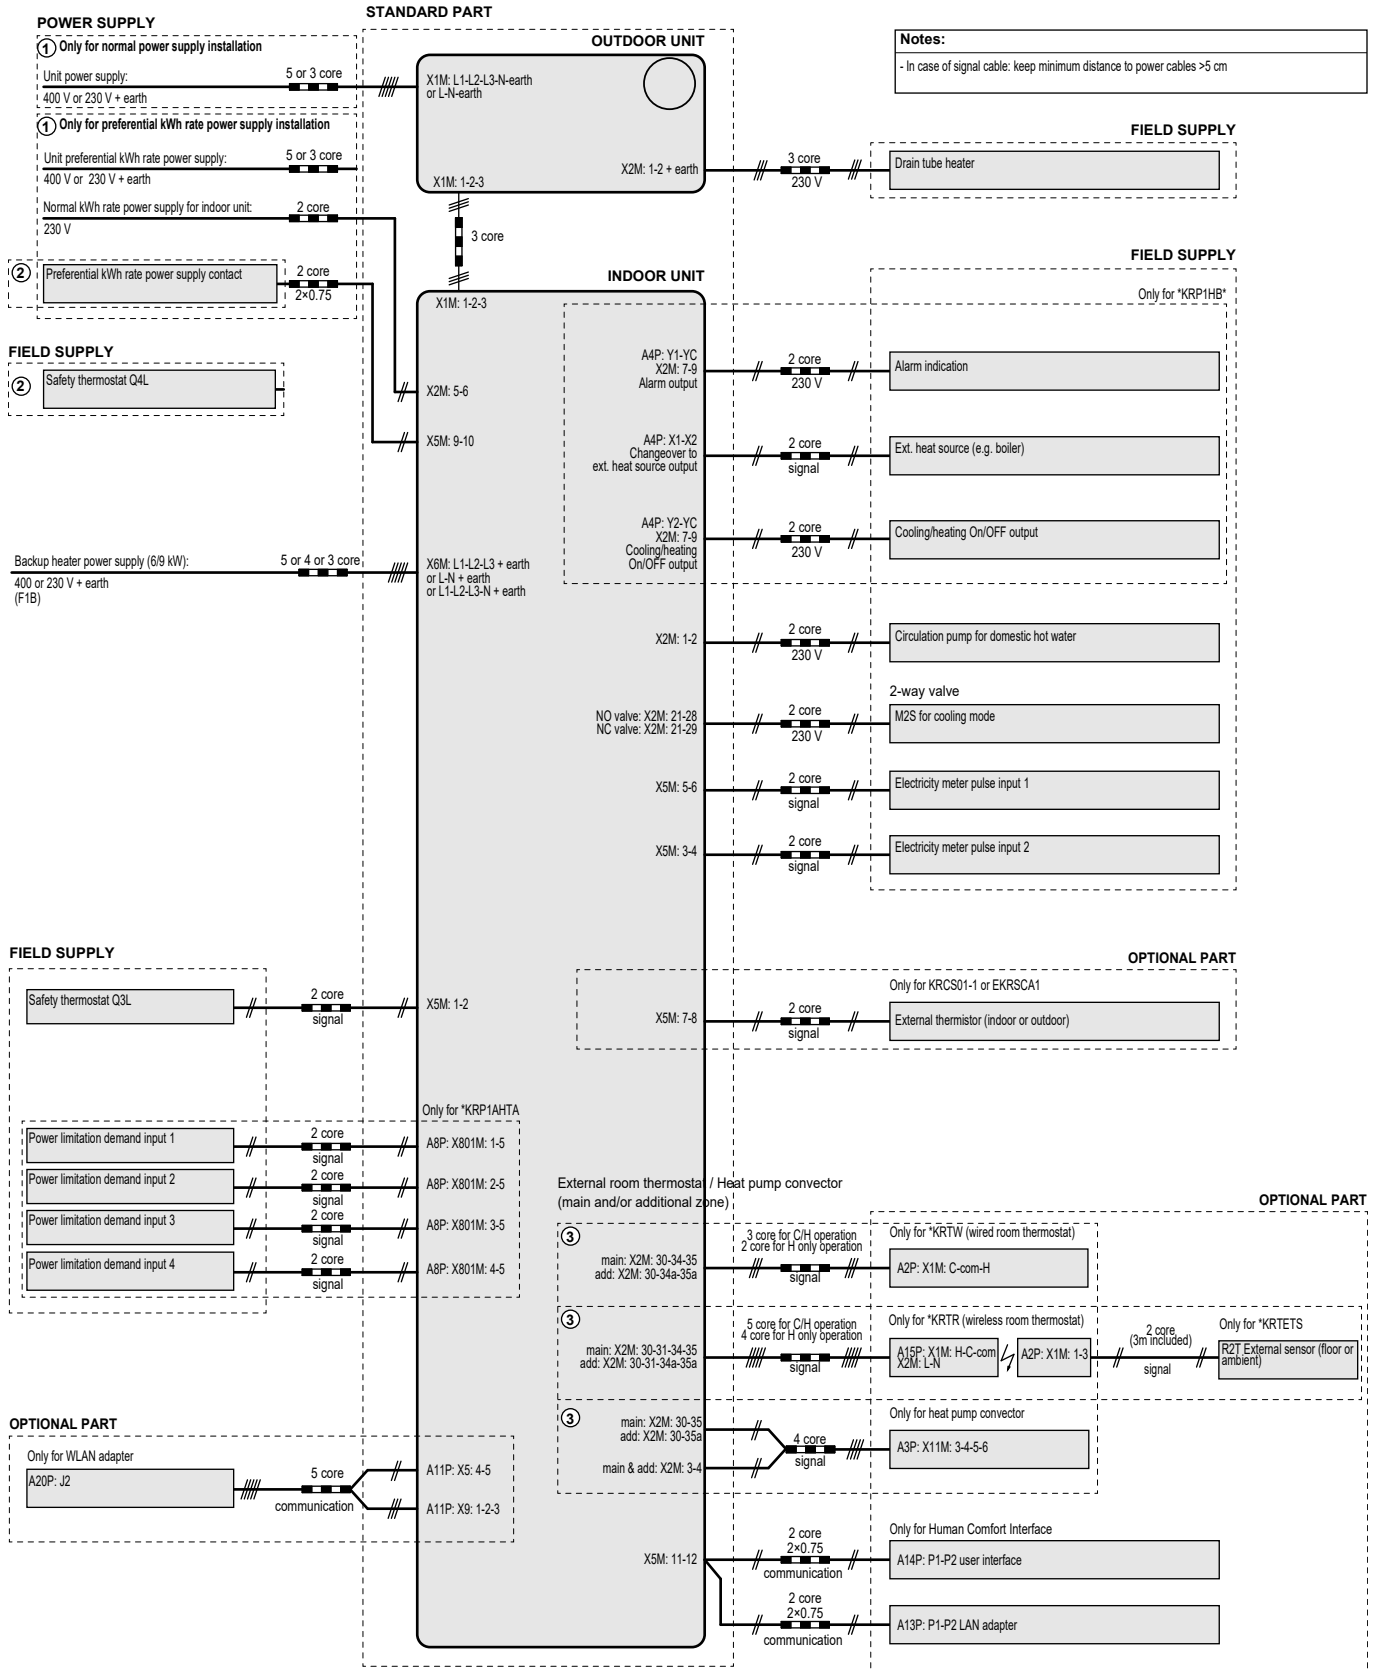 POWER SUPPLY
① Only for normal power supply installation
Unit power supply:
5 or 3 core
400 V or 230 V + earth
① Only for preferential kWh rate power supply installation
Unit preferential kWh rate power supply:
5 or 3 core
400 V or 230 V + earth
Normal kWh rate power supply for indoor unit:
2 core
230 V
②
Preferential kWh rate power supply contact
2 core
2×0.75
FIELD SUPPLY
②
Safety thermostat Q4L
Backup heater power supply (6/9 kW):
5 or 4 or 3 core
400 or 230 V + earth
(F1B)
FIELD SUPPLY
Safety thermostat Q3L
2 core
signal
Power limitation demand input 1
2 core
signal
Power limitation demand input 2
2 core
signal
Power limitation demand input 3
2 core
signal
Power limitation demand input 4
2 core
signal
OPTIONAL PART
Only for WLAN adapter
A20P: J2
5 core
communication
STANDARD PART
OUTDOOR UNIT
X1M: L1-L2-L3-N-earth
or L-N-earth
X2M: 1-2 + earth
X1M: 1-2-3
3 core
INDOOR UNIT
X1M: 1-2-3
A4P: Y1-YC
X2M: 7-9
Alarm output
X2M: 5-6
X5M: 9-10
A4P: X1-X2
Changeover to
ext. heat source output
A4P: Y2-YC
X2M: 7-9
Cooling/heating
On/OFF output
X6M: L1-L2-L3 + earth
or L-N + earth
or L1-L2-L3-N + earth
X2M: 1-2
NO valve: X2M: 21-28
NC valve: X2M: 21-29
X5M: 5-6
X5M: 3-4
X5M: 1-2
X5M: 7-8
Only for *KRP1AHTA
A8P: X801M: 1-5
A8P: X801M: 2-5
A8P: X801M: 3-5
A8P: X801M: 4-5
External room thermostat / Heat pump convector
(main and/or additional zone)
③
main: X2M: 30-34-35
add: X2M: 30-34a-35a
③
main: X2M: 30-31-34-35
add: X2M: 30-31-34a-35a
③
main: X2M: 30-35
add: X2M: 30-35a
main & add: X2M: 3-4
A11P: X5: 4-5
A11P: X9: 1-2-3
X5M: 11-12
Notes:
- In case of signal cable: keep minimum distance to power cables >5 cm
FIELD SUPPLY
3 core
230 V
Drain tube heater
FIELD SUPPLY
Only for *KRP1HB*
2 core
230 V
Alarm indication
2 core
signal
Ext. heat source (e.g. boiler)
2 core
230 V
Cooling/heating On/OFF output
2 core
230 V
Circulation pump for domestic hot water
2-way valve
2 core
230 V
M2S for cooling mode
2 core
signal
Electricity meter pulse input 1
2 core
signal
Electricity meter pulse input 2
OPTIONAL PART
Only for KRCS01-1 or EKRSCA1
2 core
signal
External thermistor (indoor or outdoor)
OPTIONAL PART
3 core for C/H operation
2 core for H only operation
signal
Only for *KRTW (wired room thermostat)
A2P: X1M: C-com-H
5 core for C/H operation
4 core for H only operation
signal
Only for *KRTR (wireless room thermostat)
A15P: X1M: H-C-com
X2M: L-N
A2P: X1M: 1-3
2 core
(3m included)
signal
Only for *KRTETS
R2T External sensor (floor or
ambient)
4 core
signal
Only for heat pump convector
A3P: X11M: 3-4-5-6
Only for Human Comfort Interface
2 core
2×0.75
communication
A14P: P1-P2 user interface
2 core
2×0.75
communication
A13P: P1-P2 LAN adapter